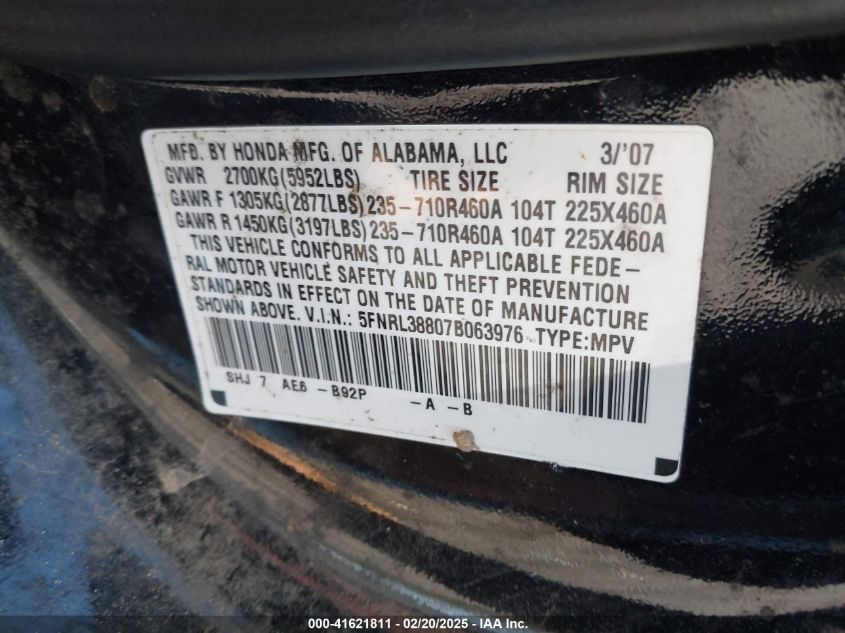 MFD. BY HONDA MFG. OF ALABAMA, LLC 3/'07
GVWR 2700KG(5952LBS) TIRE SIZE RIM SIZE
GAWR F 1305KG(2877LBS) 235-710R460A 104T 225X460A
GAWR R 1450KG(3197LBS) 235-710R460A 104T 225X460A
THIS VEHICLE CONFORMS TO ALL APPLICABLE FEDE-
RAL MOTOR VEHICLE SAFETY AND THEFT PREVENTION
STANDARDS IN EFFECT ON THE DATE OF MANUFACTURE
SHOWN ABOVE. V.I.N.: 5FNRL38807B063976 TYPE:MPV
SHJ 7 AE6 -B92P -A -B
000-41621811 - 02/20/2025 - IAAI.COM